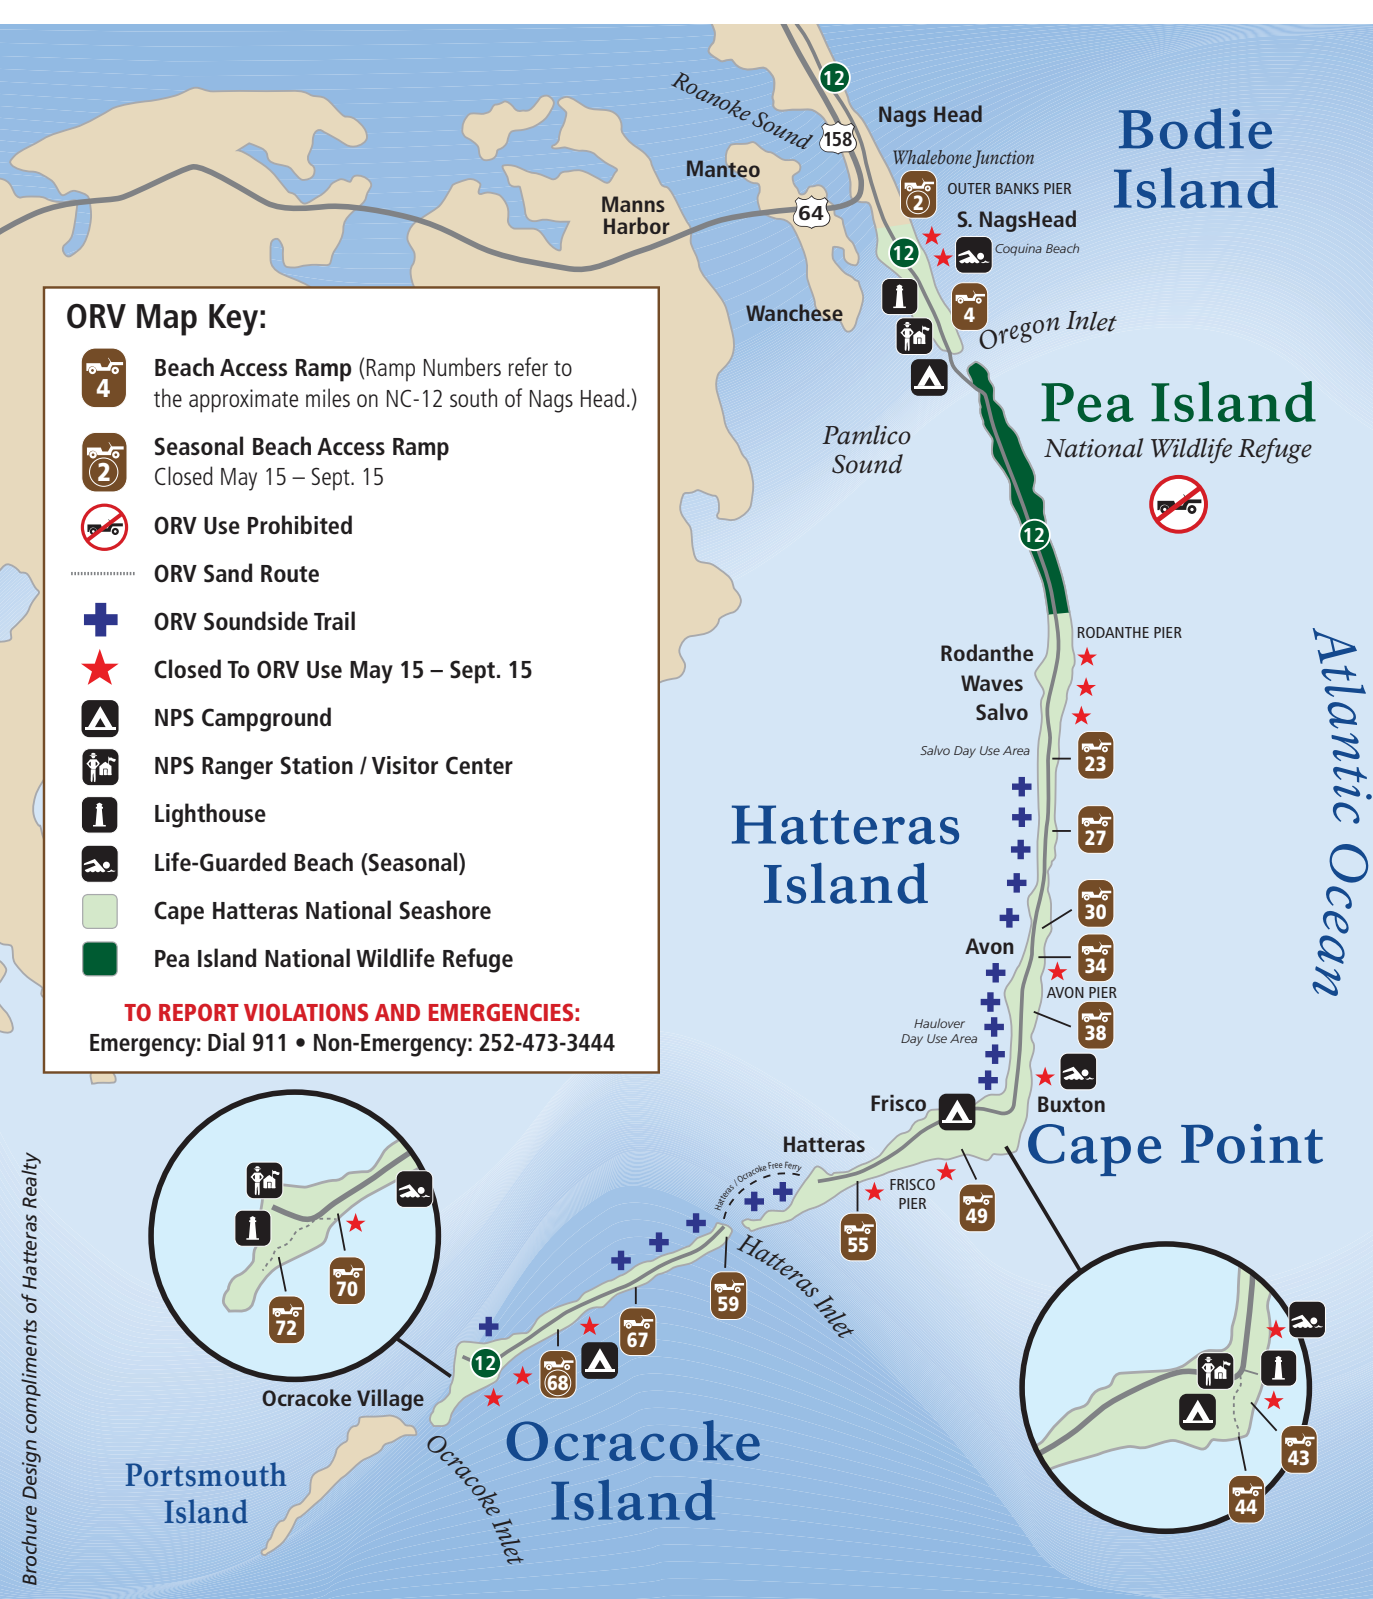 12
Roanoke Sound
Nags Head
158
Bodie
Island
Whalebone Junction
Manteo
2
OUTER BANKS PIER
Manns
Harbor
64
S. NagsHead
12
Coquina Beach
Wanchese
4
Oregon Inlet
ORV Map Key:
4
Beach Access Ramp (Ramp Numbers refer to
the approximate miles on NC-12 south of Nags Head.)
2
Seasonal Beach Access Ramp
Closed May 15 – Sept. 15
ORV Use Prohibited
ORV Sand Route
ORV Soundside Trail
Closed To ORV Use May 15 – Sept. 15
NPS Campground
NPS Ranger Station / Visitor Center
Lighthouse
Life-Guarded Beach (Seasonal)
Cape Hatteras National Seashore
Pea Island National Wildlife Refuge
TO REPORT VIOLATIONS AND EMERGENCIES:
Emergency: Dial 911 • Non-Emergency: 252-473-3444
Pea Island
National Wildlife Refuge
Pamlico
Sound
12
RODANTHE PIER
Rodanthe
Waves
Salvo
Salvo Day Use Area
23
Atlantic Ocean
Hatteras
Island
27
30
Avon
34
AVON PIER
Haulover
Day Use Area
38
Frisco
Buxton
Cape Point
Hatteras
Hatteras / Ocracoke Free Ferry
FRISCO
PIER
49
55
Hatteras Inlet
59
67
68
12
70
72
Ocracoke Village
Ocracoke
Island
Ocracoke Inlet
Portsmouth
Island
43
44
Brochure Design compliments of Hatteras Realty